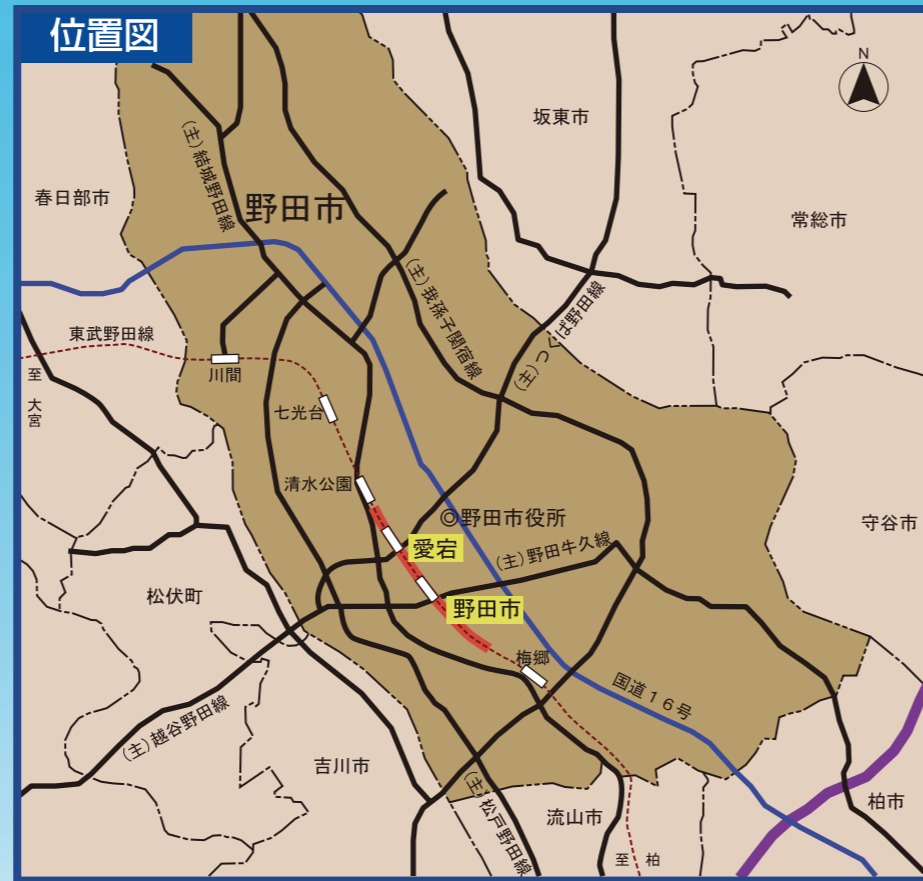 位置図
N
坂東市
(主)結城野田線
春日部市
野田市
常総市
(主)我孫子関宿線
(主)つくば野田線
東武野田線
至大宮
川間
七光台
清水公園
◎野田市役所
守谷市
愛宕
(主)野田牛久線
松伏町
野田市
梅郷
国道16号
(主)越谷野田線
吉川市
(主)松戸野田線
流山市
柏市
至 柏